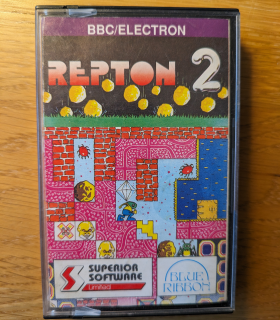 BBC/ELECTRON
REPTON 2
SUPERIOR
SOFTWARE
Limited
BLUE
RIBBON